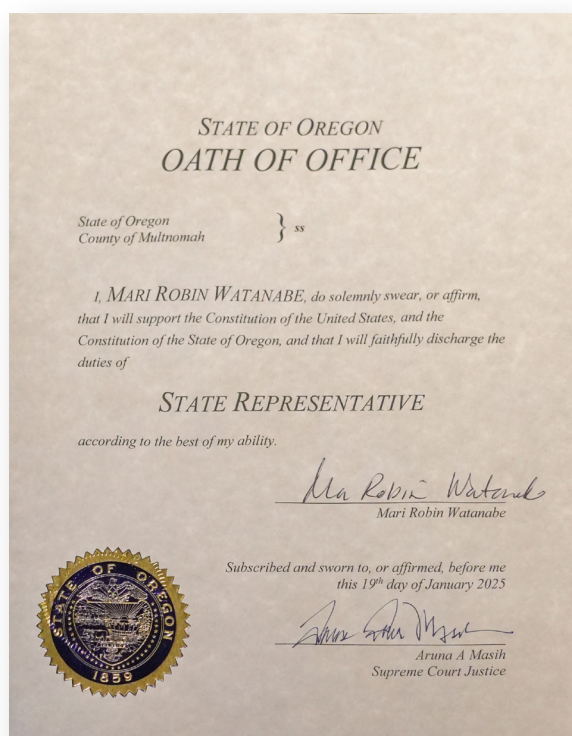 STATE OF OREGON
OATH OF OFFICE
State of Oregon
County of Multnomah
} ss
I, MARI ROBIN WATANABE, do solemnly swear, or affirm,
that I will support the Constitution of the United States, and the
Constitution of the State of Oregon, and that I will faithfully discharge the
duties of
STATE REPRESENTATIVE
according to the best of my ability.
Mari Robin Watanabe
Subscribed and sworn to, or affirmed, before me
this 19th day of January 2025
Aruna A Masih
Supreme Court Justice
STATE OF OREGON
1859